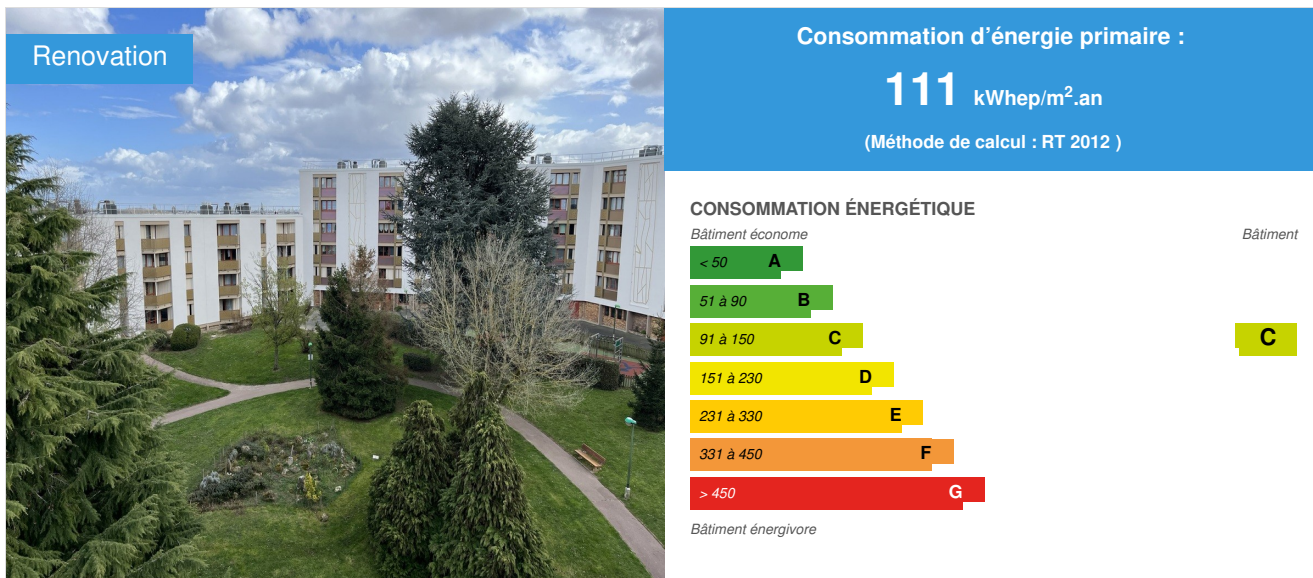 Renovation
Consommation d'énergie primaire :
111 kWhep/m².an
(Méthode de calcul : RT 2012 )
CONSOMMATION ÉNERGÉTIQUE
Bâtiment économe
Bâtiment
< 50 A
51 à 90 B
91 à 150 C
C
151 à 230 D
231 à 330 E
331 à 450 F
> 450 G
Bâtiment énergivore